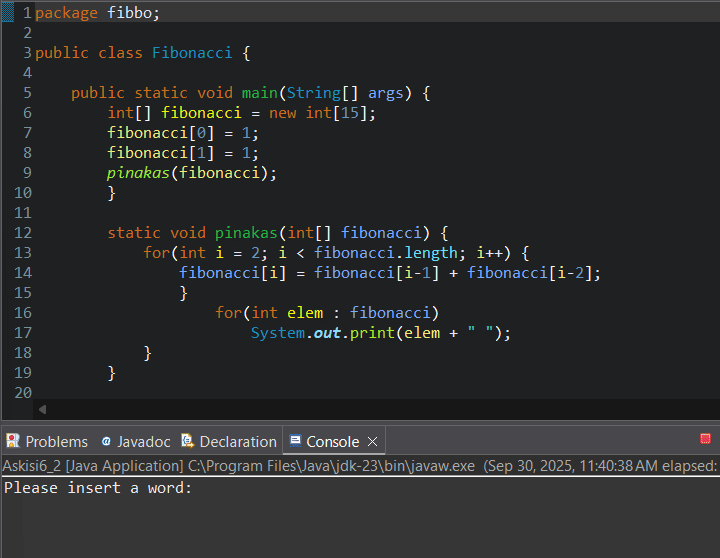 1 package fibbo;
2
3 public class Fibonacci {
4
5     public static void main(String[] args) {
6         int[] fibonacci = new int[15];
7         fibonacci[0] = 1;
8         fibonacci[1] = 1;
9         pinakas(fibonacci);
10         }
11
12         static void pinakas(int[] fibonacci) {
13             for(int i = 2; i < fibonacci.length; i++) {
14                 fibonacci[i] = fibonacci[i-1] + fibonacci[i-2];
15                 }
16                     for(int elem : fibonacci)
17                         System.out.print(elem + " ");
18             }
19         }
20
Problems @ Javadoc Declaration Console
Askisi6_2 [Java Application] C:\Program Files\Java\jdk-23\bin\javaw.exe (Sep 30, 2025, 11:40:38 AM elapsed:
Please insert a word: